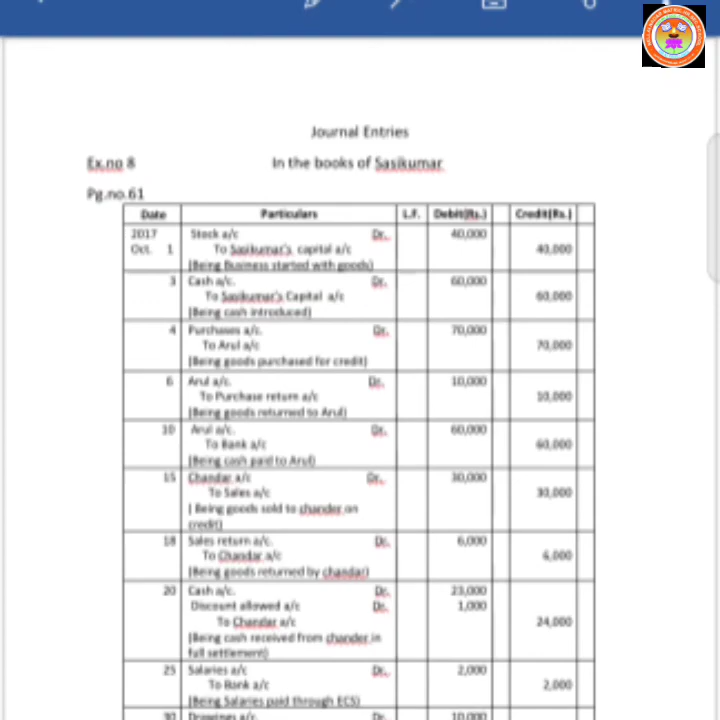 Journal Entries
Ex.no 8 In the books of Sasikumar
Pg.no.61
Date Particulars L.F. Debit(Rs.) Credit(Rs.)
2017 Stock a/c Dr. 40,000
Oct. 1 To Sasikumar's capital a/c 40,000
(Being Business started with goods)
3 Cash a/c. Dr. 60,000
To Sasikumar's Capital a/c 60,000
(Being cash introduced)
4 Purchases a/c. Dr. 70,000
To Arul a/c 70,000
(Being goods purchased for credit)
6 Arul a/c. Dr. 10,000
To Purchase return a/c 10,000
(Being goods returned to Arul)
10 Arul a/c. Dr. 60,000
To Bank a/c 60,000
(Being cash paid to Arul)
15 Chandar a/c Dr. 30,000
To Sales a/c 30,000
( Being goods sold to chander on
credit)
18 Sales return a/c. Dr. 6,000
To Chandar a/c 6,000
(Being goods returned by chandar)
20 Cash a/c. Dr. 23,000
Discount allowed a/c Dr. 1,000
To Chandar a/c 24,000
(Being cash received from chander in
full settlement)
25 Salaries a/c Dr. 2,000
To Bank a/c 2,000
(Being Salaries paid through ECS)
30 Drawings a/c. Dr. 10,000